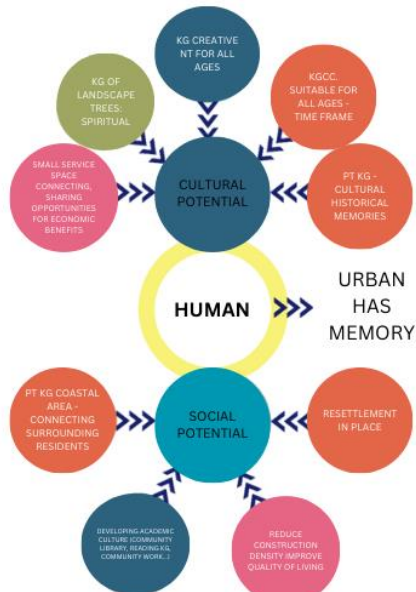 KG CREATIVE
NT FOR ALL
AGES
KG OF
LANDSCAPE
TREES:
SPIRITUAL
KGCC.
SUITABLE FOR
ALL AGES -
TIME FRAME
SMALL SERVICE
SPACE
CONNECTING,
SHARING
OPPORTUNITIES
FOR ECONOMIC
BENEFITS
CULTURAL
POTENTIAL
PT KG -
CULTURAL
HISTORICAL
MEMORIES
HUMAN
URBAN
HAS
MEMORY
PT KG COASTAL
AREA -
CONNECTING
SURROUNDING
RESIDENTS
SOCIAL
POTENTIAL
RESETTLEMENT
IN PLACE
DEVELOPING ACADEMIC
CULTURE (COMMUNITY
LIBRARY, READING KG,
COMMUNITY WORK...)
REDUCE
CONSTRUCTION
DENSITY IMPROVE
QUALITY OF LIVING